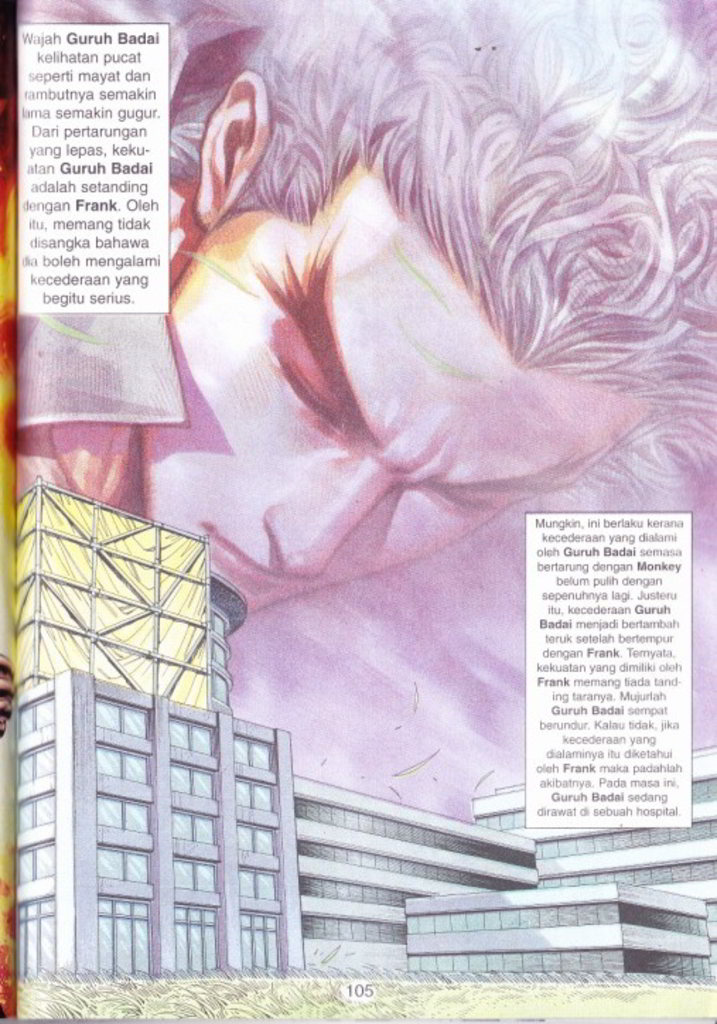 Wajah Guruh Badai
kelihatan pucat
seperti mayat dan
rambutnya semakin
lama semakin gugur.
Dari pertarungan
yang lepas, keku-
atan Guruh Badai
adalah setanding
dengan Frank. Oleh
itu, memang tidak
disangka bahawa
dia boleh mengalami
kecederaan yang
begitu serius.
Mungkin, ini berlaku kerana
kecederaan yang dialami
oleh Guruh Badai semasa
bertarung dengan Monkey
belum pulih dengan
sepenuhnya lagi. Justeru
itu, kecederaan Guruh
Badai menjadi bertambah
teruk setelah bertempur
dengan Frank. Ternyata,
kekuatan yang dimiliki oleh
Frank memang tiada tand-
ing taranya. Mujurlah
Guruh Badai sempat
berundur. Kalau tidak, jika
kecederaan yang
dialaminya itu diketahui
oleh Frank maka padahlah
akibatnya. Pada masa ini,
Guruh Badai sedang
dirawat di sebuah hospital.
105